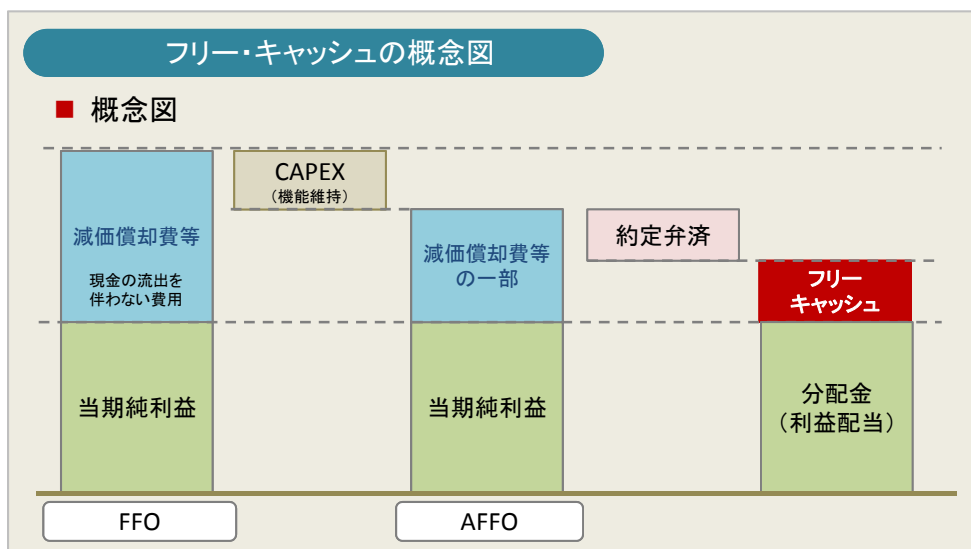 フリー・キャッシュの概念図
■ 概念図
減価償却費等
現金の流出を
伴わない費用
当期純利益
FFO
CAPEX
（機能維持）
減価償却費等
の一部
当期純利益
AFFO
約定弁済
フリー
キャッシュ
分配金
（利益配当）